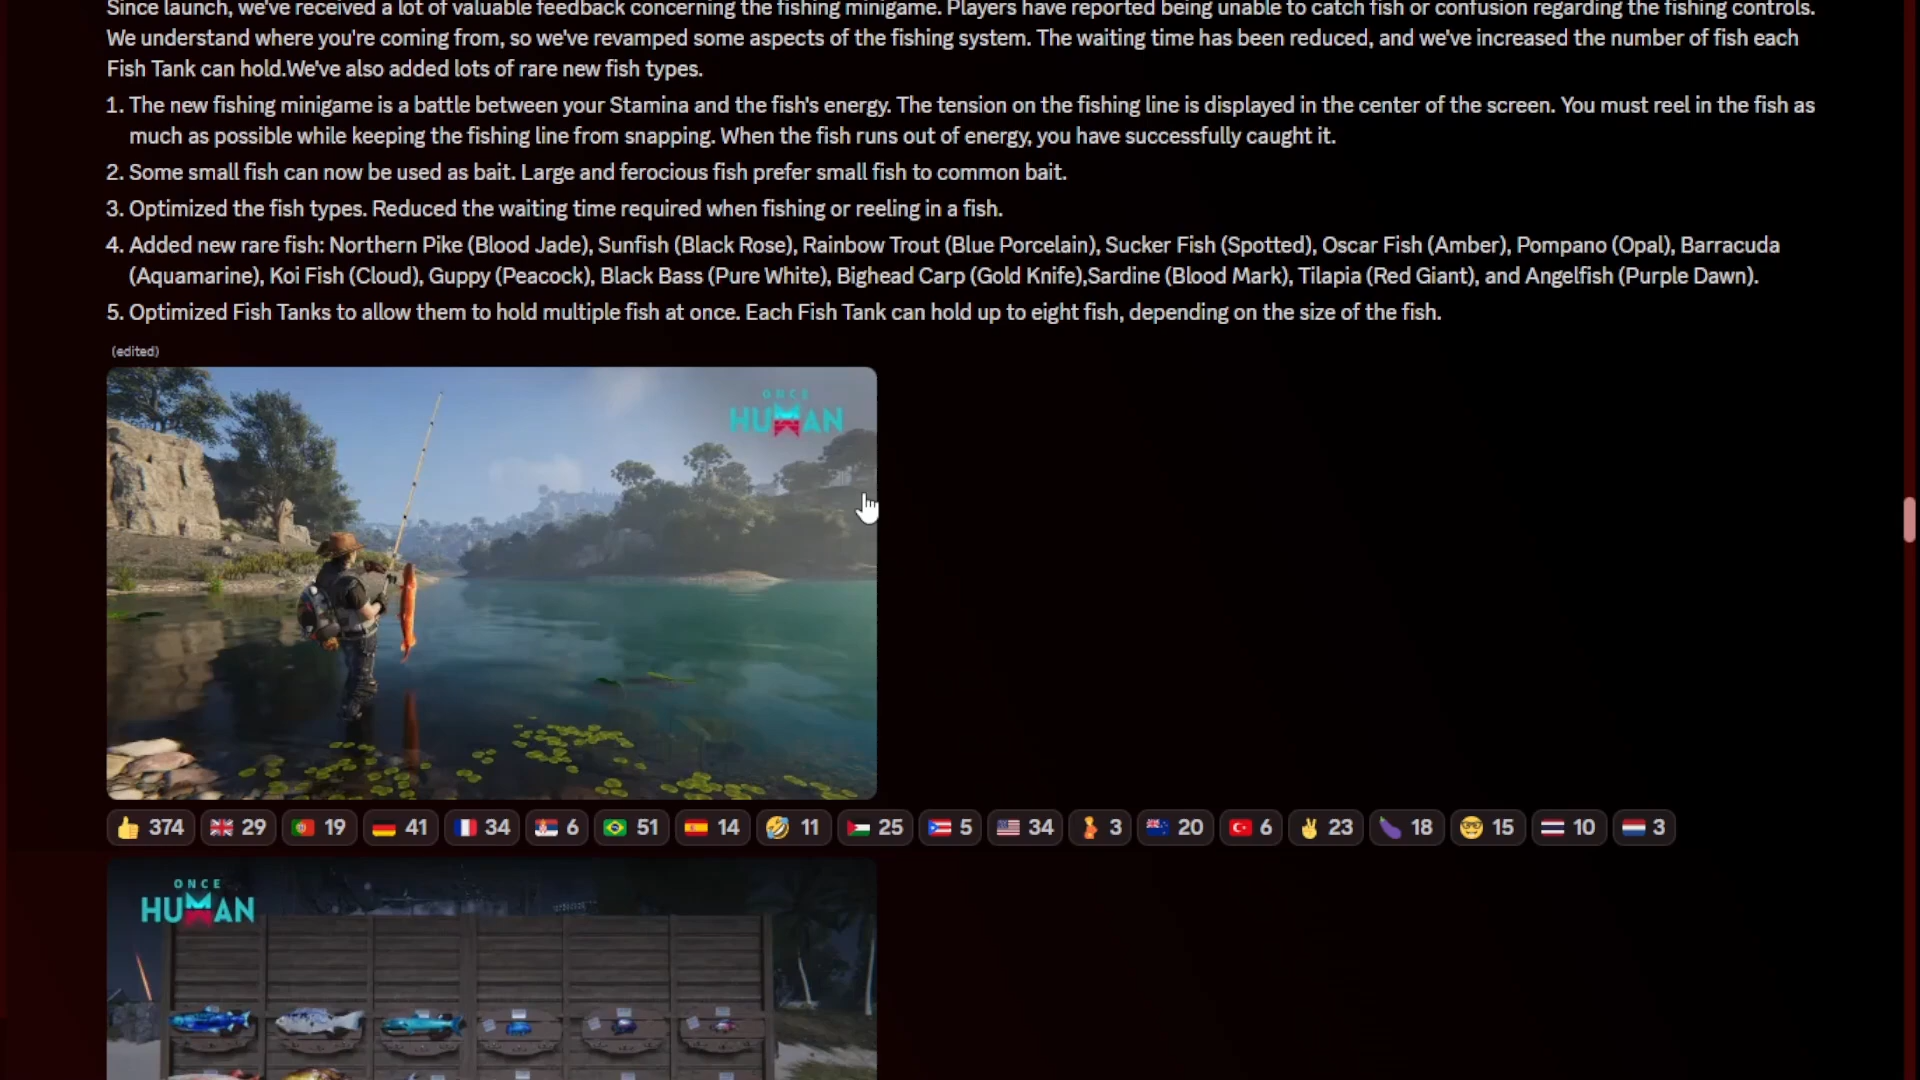 Since launch, we've received a lot of valuable feedback concerning the fishing minigame. Players have reported being unable to catch fish or confusion regarding the fishing controls.
We understand where you're coming from, so we've revamped some aspects of the fishing system. The waiting time has been reduced, and we've increased the number of fish each
Fish Tank can hold.We've also added lots of rare new fish types.
1. The new fishing minigame is a battle between your Stamina and the fish's energy. The tension on the fishing line is displayed in the center of the screen. You must reel in the fish as
much as possible while keeping the fishing line from snapping. When the fish runs out of energy, you have successfully caught it.
2. Some small fish can now be used as bait. Large and ferocious fish prefer small fish to common bait.
3. Optimized the fish types. Reduced the waiting time required when fishing or reeling in a fish.
4. Added new rare fish: Northern Pike (Blood Jade), Sunfish (Black Rose), Rainbow Trout (Blue Porcelain), Sucker Fish (Spotted), Oscar Fish (Amber), Pompano (Opal), Barracuda
(Aquamarine), Koi Fish (Cloud), Guppy (Peacock), Black Bass (Pure White), Bighead Carp (Gold Knife),Sardine (Blood Mark), Tilapia (Red Giant), and Angelfish (Purple Dawn).
5. Optimized Fish Tanks to allow them to hold multiple fish at once. Each Fish Tank can hold up to eight fish, depending on the size of the fish.
(edited)
ONCE
HUMAN
374 29 19 41 34 6 51 14 11 25 5 34 3 20 6 23 18 15 10 3
ONCE
HUMAN